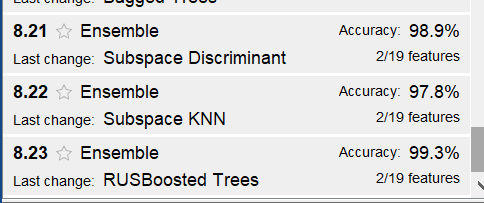 Bagged Trees
8.21 Ensemble Accuracy: 98.9%
Last change: Subspace Discriminant 2/19 features
8.22 Ensemble Accuracy: 97.8%
Last change: Subspace KNN 2/19 features
8.23 Ensemble Accuracy: 99.3%
Last change: RUSBoosted Trees 2/19 features